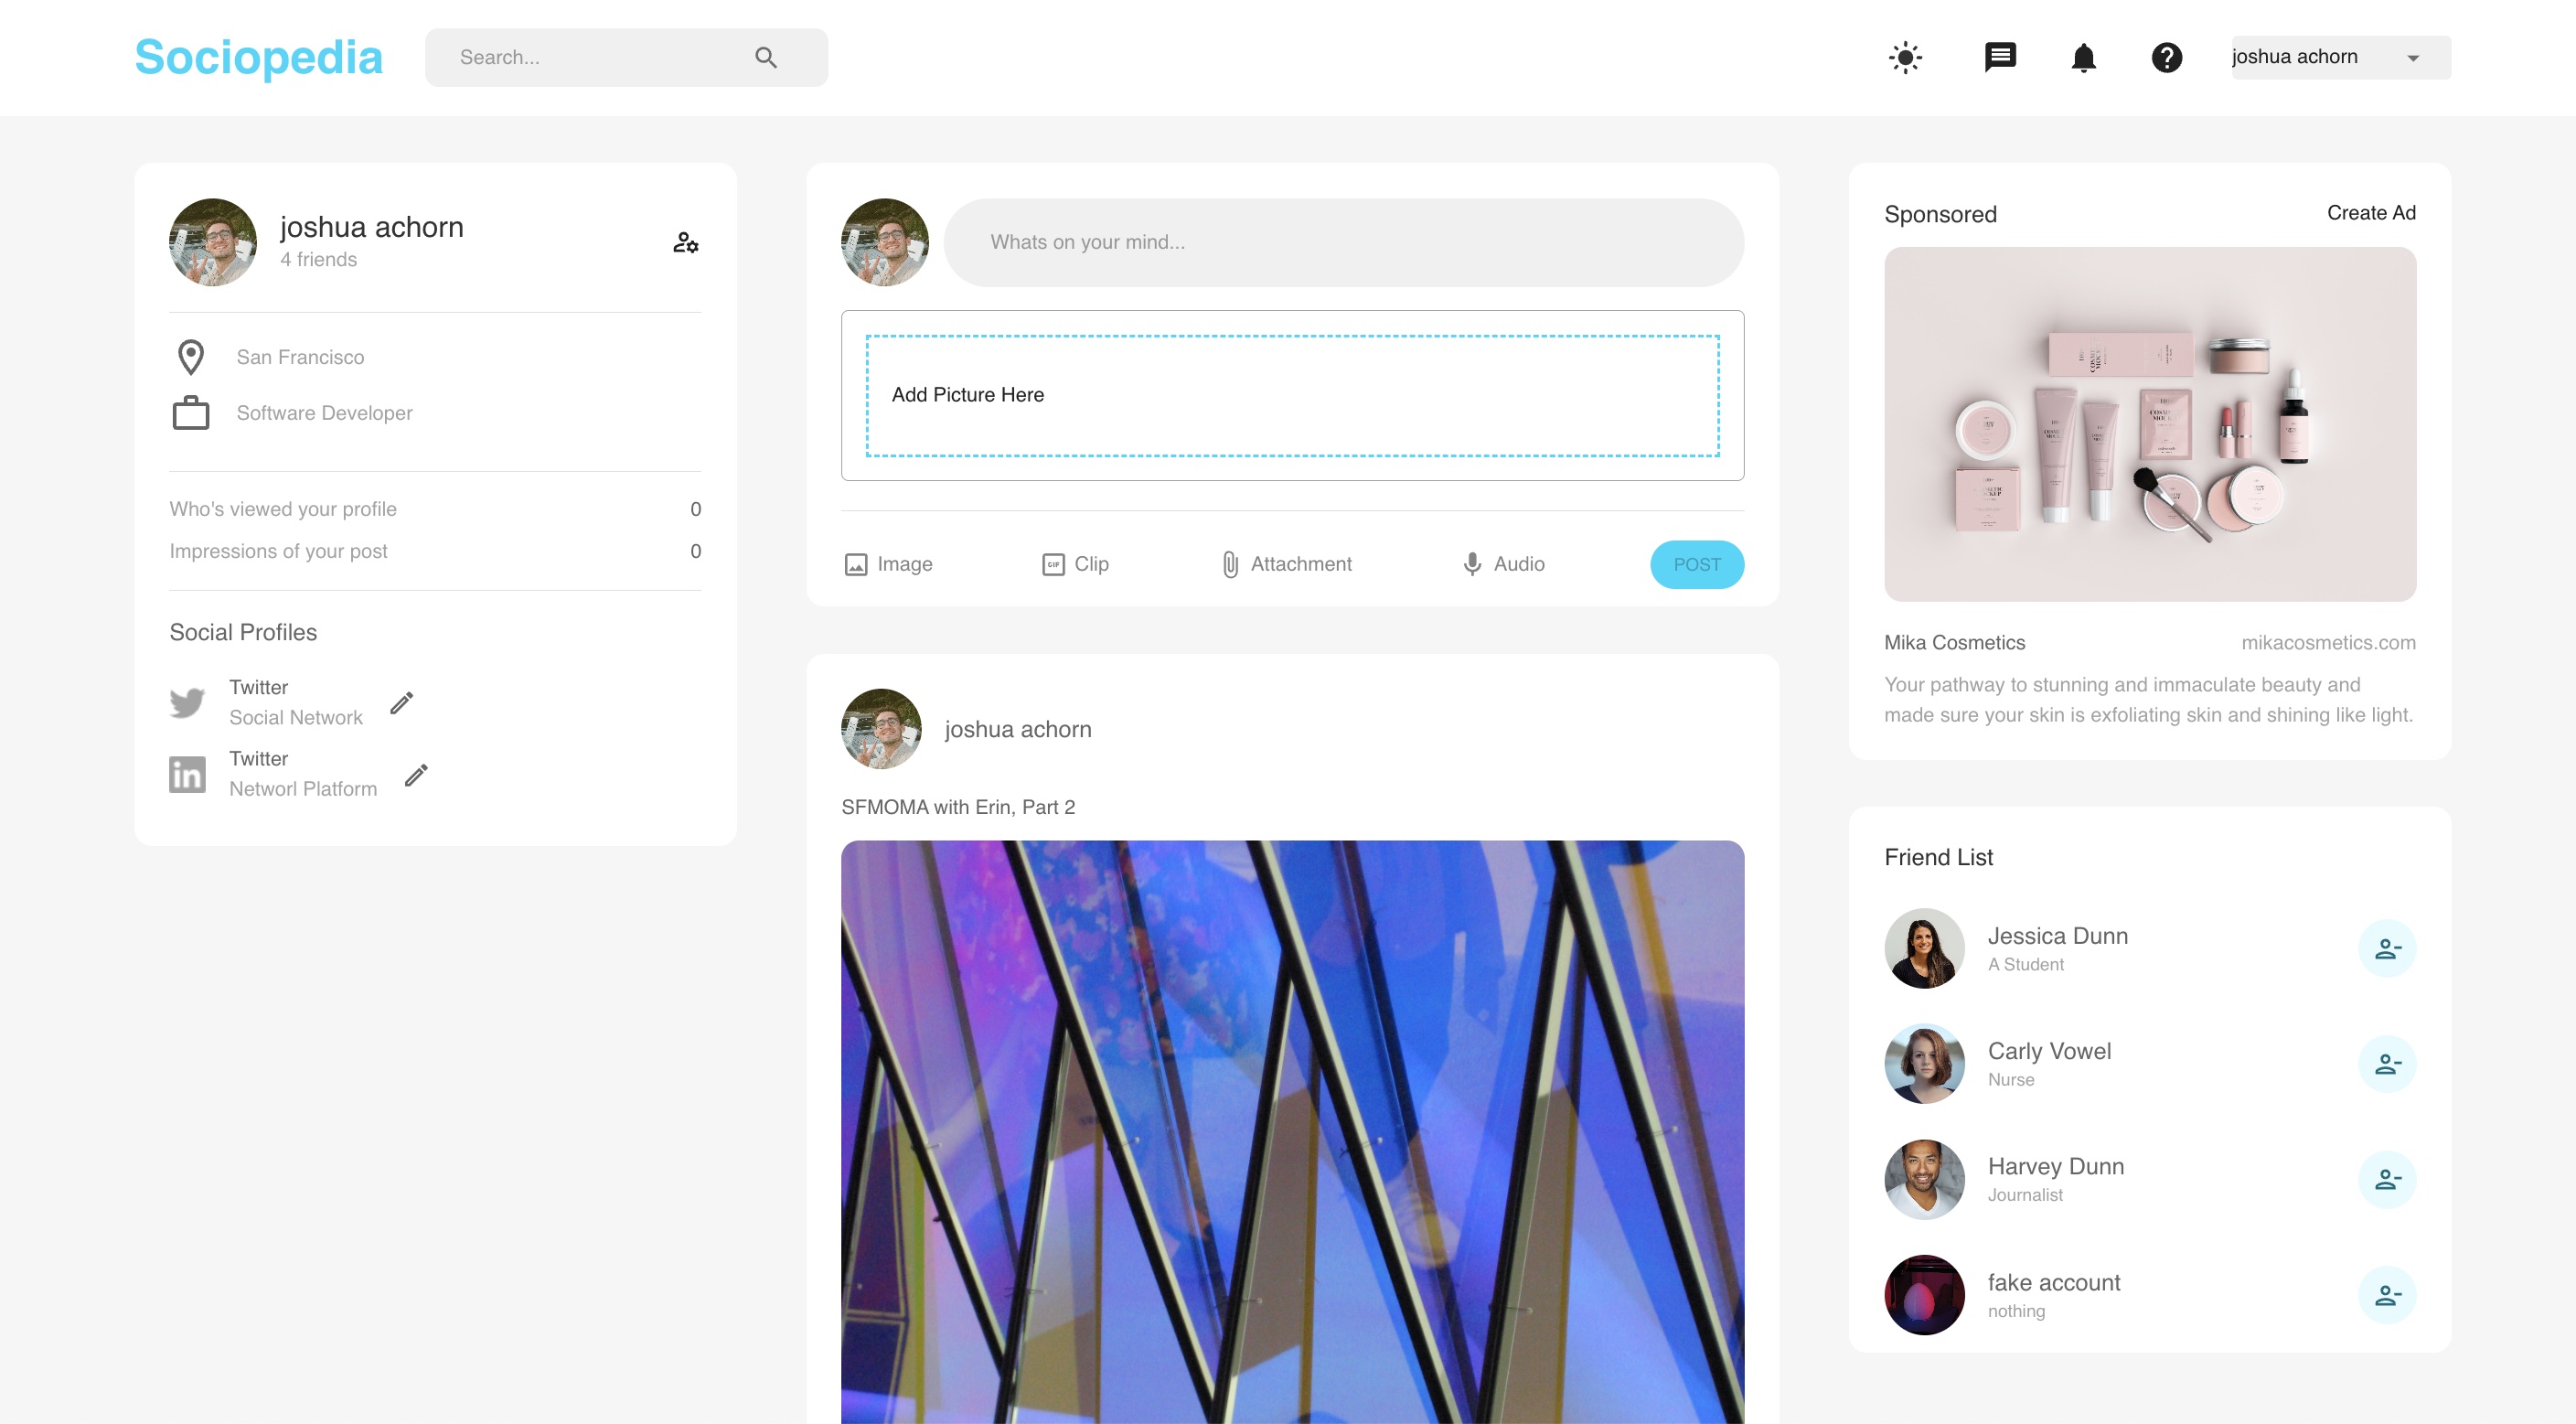 Sociopedia
Search...
joshua achorn
joshua achorn
4 friends
San Francisco
Software Developer
Who's viewed your profile 0
Impressions of your post 0
Social Profiles
Twitter
Social Network
Twitter
Networl Platform
Whats on your mind...
Add Picture Here
Image
GIF
Clip
Attachment
Audio
POST
joshua achorn
SFMOMA with Erin, Part 2
Sponsored
Create Ad
Mika Cosmetics
mikacosmetics.com
Your pathway to stunning and immaculate beauty and
made sure your skin is exfoliating skin and shining like light.
Friend List
Jessica Dunn
A Student
Carly Vowel
Nurse
Harvey Dunn
Journalist
fake account
nothing